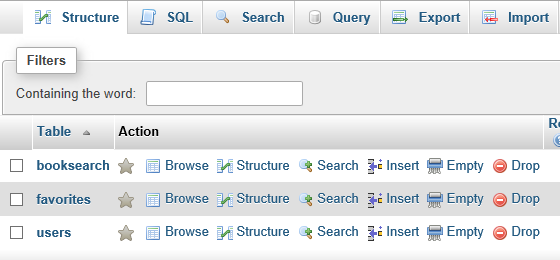 Structure SQL Search Query Export Import
Filters
Containing the word:
Table Action
booksearch Browse Structure Search Insert Empty Drop
favorites Browse Structure Search Insert Empty Drop
users Browse Structure Search Insert Empty Drop